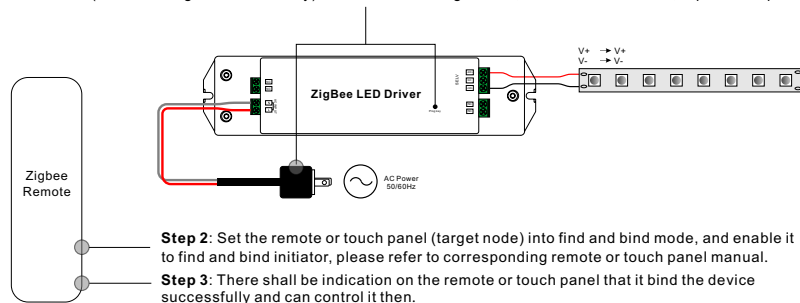 V+ → V+
V- → V-
SELV
ZigBee LED Driver
Zigbee
Remote
AC Power
50/60Hz
Step 2: Set the remote or touch panel (target node) into find and bind mode, and enable it
to find and bind initiator, please refer to corresponding remote or touch panel manual.
Step 3: There shall be indication on the remote or touch panel that it bind the device
successfully and can control it then.